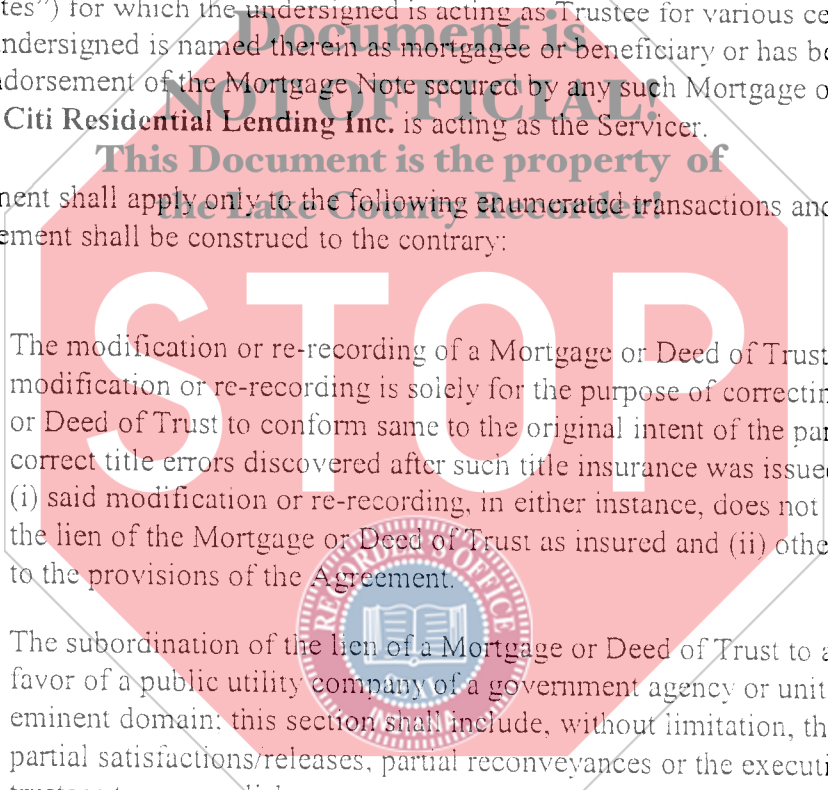 tes") for which the undersigned is acting as Trustee for various ce
ndersigned is named therein as mortgagee or beneficiary or has be
dorsement of the Mortgage Note secured by any such Mortgage o
Citi Residential Lending Inc. is acting as the Servicer.
Document is
NOT OFFICIAL!
This Document is the property of
the Lake County Recorder!
nent shall apply only to the following enumerated transactions and
ement shall be construed to the contrary:
STOP
The modification or re-recording of a Mortgage or Deed of Trust
modification or re-recording is solely for the purpose of correctin
or Deed of Trust to conform same to the original intent of the par
correct title errors discovered after such title insurance was issue
(i) said modification or re-recording, in either instance, does not
the lien of the Mortgage or Deed of Trust as insured and (ii) othe
to the provisions of the Agreement.
RECORDER'S OFFICE
The subordination of the lien of a Mortgage or Deed of Trust to a
favor of a public utility company of a government agency or unit
eminent domain: this section shall include, without limitation, th
partial satisfactions/releases, partial reconveyances or the executi